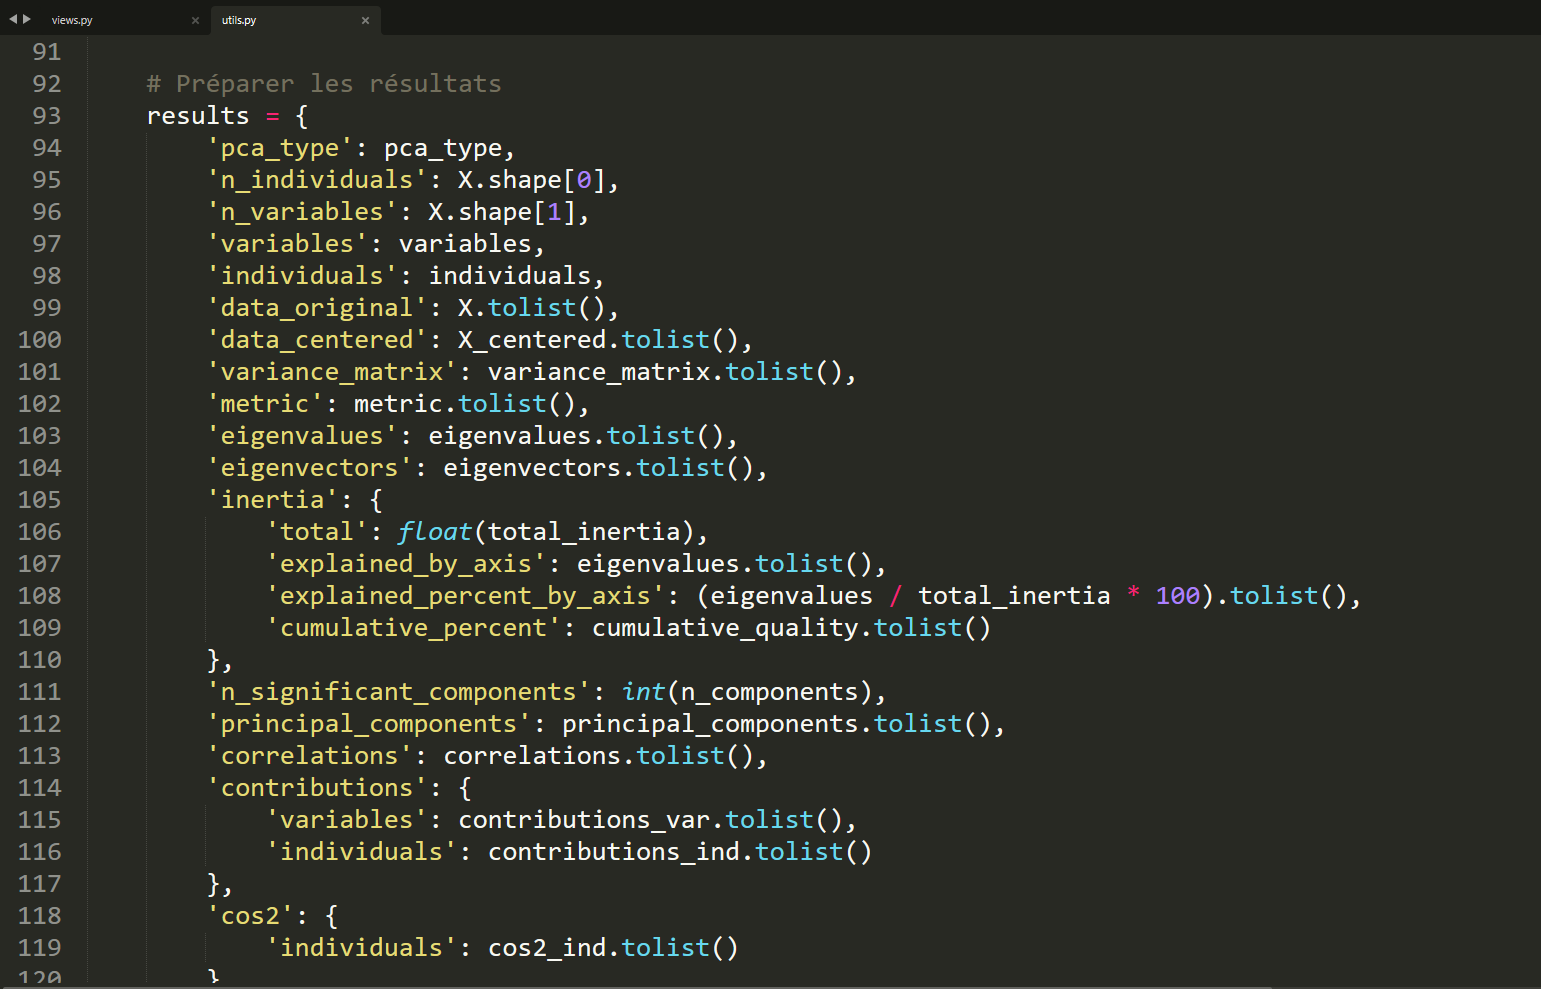 views.py × utils.py ×
91
92 # Préparer les résultats
93 results = {
94 'pca_type': pca_type,
95 'n_individuals': X.shape[0],
96 'n_variables': X.shape[1],
97 'variables': variables,
98 'individuals': individuals,
99 'data_original': X.tolist(),
100 'data_centered': X_centered.tolist(),
101 'variance_matrix': variance_matrix.tolist(),
102 'metric': metric.tolist(),
103 'eigenvalues': eigenvalues.tolist(),
104 'eigenvectors': eigenvectors.tolist(),
105 'inertia': {
106 'total': float(total_inertia),
107 'explained_by_axis': eigenvalues.tolist(),
108 'explained_percent_by_axis': (eigenvalues / total_inertia * 100).tolist(),
109 'cumulative_percent': cumulative_quality.tolist()
110 },
111 'n_significant_components': int(n_components),
112 'principal_components': principal_components.tolist(),
113 'correlations': correlations.tolist(),
114 'contributions': {
115 'variables': contributions_var.tolist(),
116 'individuals': contributions_ind.tolist()
117 },
118 'cos2': {
119 'individuals': cos2_ind.tolist()
120 }